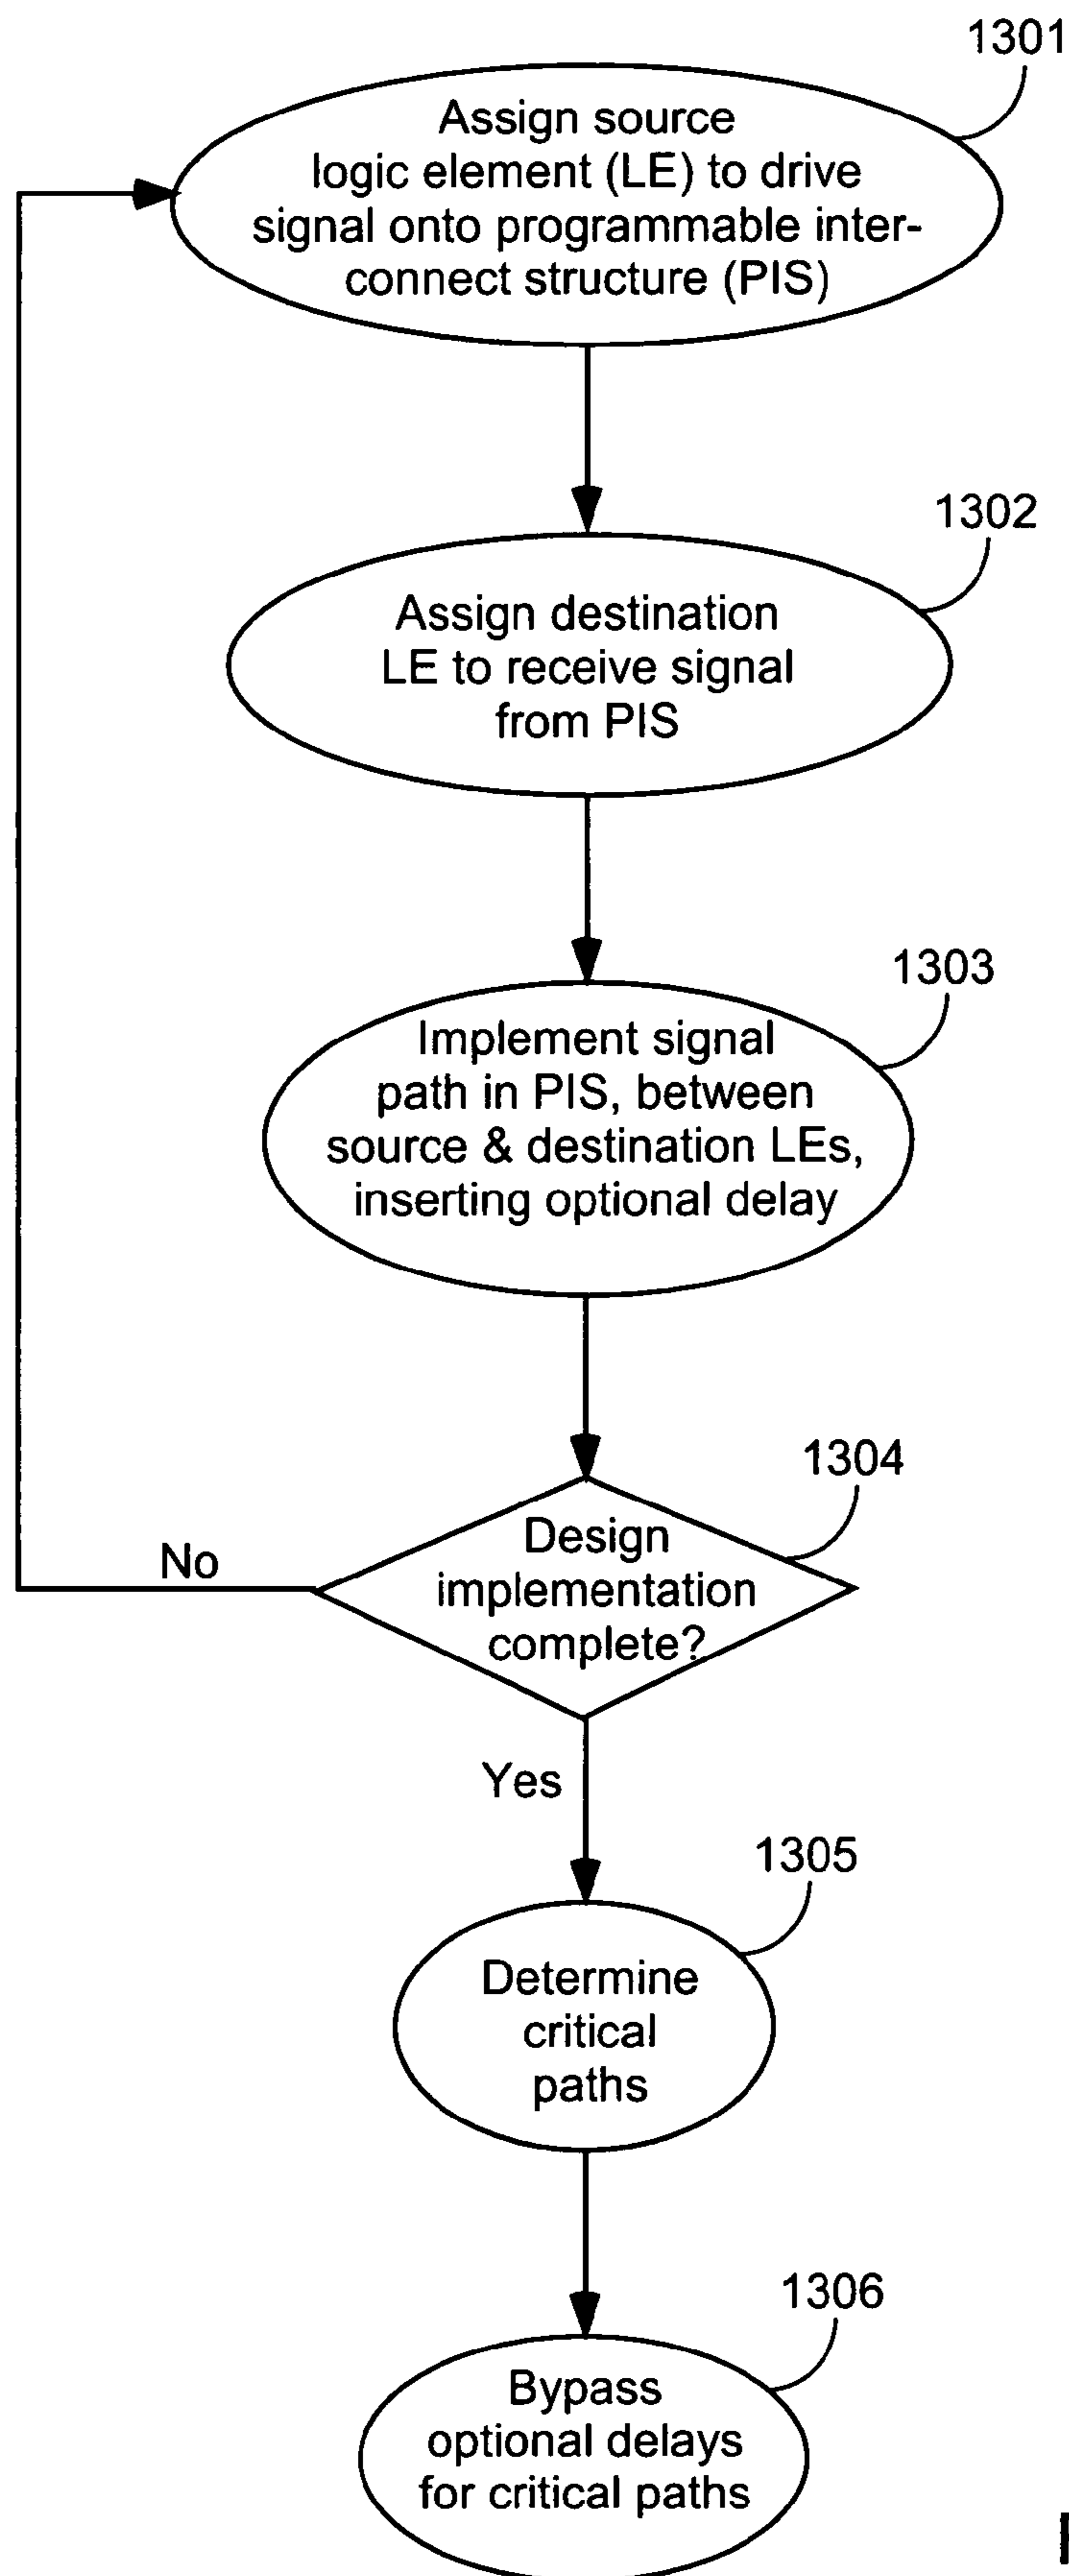 1301
Assign source
logic element (LE) to drive
signal onto programmable inter-
connect structure (PIS)
1302
Assign destination
LE to receive signal
from PIS
1303
Implement signal
path in PIS, between
source & destination LEs,
inserting optional delay
1304
Design
implementation
complete?
No
Yes
1305
Determine
critical
paths
1306
Bypass
optional delays
for critical paths